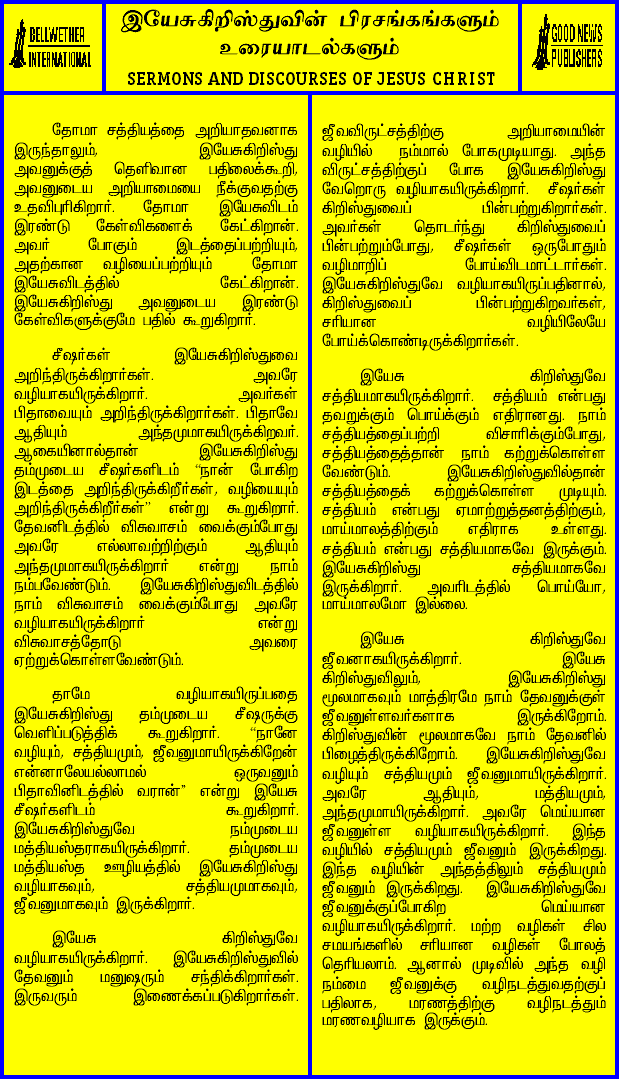 BELLWETHER
INTERNATIONAL
இயேசுகிறிஸ்துவின் பிரசங்கங்களும்
உரையாடல்களும்
SERMONS AND DISCOURSES OF JESUS CHRIST
GOOD NEWS
PUBLISHERS
தோமா சத்தியத்தை அறியாதவனாக
இருந்தாலும், இயேசுகிறிஸ்து
அவனுக்குத் தெளிவான பதிலைக்கூறி,
அவனுடைய அறியாமையை நீக்குவதற்கு
உதவிபுரிகிறார். தோமா இயேசுவிடம்
இரண்டு கேள்விகளைக் கேட்கிறான்.
அவர் போகும் இடத்தைப்பற்றியும்,
அதற்கான வழியைப்பற்றியும் தோமா
இயேசுவிடத்தில் கேட்கிறான்.
இயேசுகிறிஸ்து அவனுடைய இரண்டு
கேள்விகளுக்குமே பதில் கூறுகிறார்.
சீஷர்கள் இயேசுகிறிஸ்துவை
அறிந்திருக்கிறார்கள். அவரே
வழியாகயிருக்கிறார். அவர்கள்
பிதாவையும் அறிந்திருக்கிறார்கள். பிதாவே
ஆதியும் அந்தமுமாகயிருக்கிறவர்.
ஆகையினால்தான் இயேசுகிறிஸ்து
தம்முடைய சீஷர்களிடம் “நான் போகிற
இடத்தை அறிந்திருக்கிறீர்கள், வழியையும்
அறிந்திருக்கிறீர்கள்” என்று கூறுகிறார்.
தேவனிடத்தில் விசுவாசம் வைக்கும்போது
அவரே எல்லாவற்றிற்கும் ஆதியும்
அந்தமுமாகயிருக்கிறார் என்று நாம்
நம்பவேண்டும். இயேசுகிறிஸ்துவிடத்தில்
நாம் விசுவாசம் வைக்கும்போது அவரே
வழியாகயிருக்கிறார் என்று
விசுவாசத்தோடு அவரை
ஏற்றுக்கொள்ளவேண்டும்.
தாமே வழியாகயிருப்பதை
இயேசுகிறிஸ்து தம்முடைய சீஷருக்கு
வெளிப்படுத்திக் கூறுகிறார். “நானே
வழியும், சத்தியமும், ஜீவனுமாயிருக்கிறேன்
என்னாலேயல்லாமல் ஒருவனும்
பிதாவினிடத்தில் வரான்” என்று இயேசு
சீஷர்களிடம் கூறுகிறார்.
இயேசுகிறிஸ்துவே நம்முடைய
மத்தியஸ்தராகயிருக்கிறார். தம்முடைய
மத்தியஸ்த ஊழியத்தில் இயேசுகிறிஸ்து
வழியாகவும், சத்தியமுமாகவும்,
ஜீவனுமாகவும் இருக்கிறார்.
இயேசு கிறிஸ்துவே
வழியாகயிருக்கிறார். இயேசுகிறிஸ்துவில்
தேவனும் மனுஷரும் சந்திக்கிறார்கள்.
இருவரும் இணைக்கப்படுகிறார்கள்.
ஜீவவிருட்சத்திற்கு அறியாமையின்
வழியில் நம்மால் போகமுடியாது. அந்த
விருட்சத்திற்குப் போக இயேசுகிறிஸ்து
வேறொரு வழியாகயிருக்கிறார். சீஷர்கள்
கிறிஸ்துவைப் பின்பற்றுகிறார்கள்.
அவர்கள் தொடர்ந்து கிறிஸ்துவைப்
பின்பற்றும்போது, சீஷர்கள் ஒருபோதும்
வழிமாறிப் போய்விடமாட்டார்கள்.
இயேசுகிறிஸ்துவே வழியாகயிருப்பதினால்,
கிறிஸ்துவைப் பின்பற்றுகிறவர்கள்,
சரியான வழியிலேயே
போய்க்கொண்டிருக்கிறார்கள்.
இயேசு கிறிஸ்துவே
சத்தியமாகயிருக்கிறார். சத்தியம் என்பது
தவறுக்கும் பொய்க்கும் எதிரானது. நாம்
சத்தியத்தைப்பற்றி விசாரிக்கும்போது,
சத்தியத்தைத்தான் நாம் கற்றுக்கொள்ள
வேண்டும். இயேசுகிறிஸ்துவில்தான்
சத்தியத்தைக் கற்றுக்கொள்ள முடியும்.
சத்தியம் என்பது ஏமாற்றுத்தனத்திற்கும்,
மாய்மாலத்திற்கும் எதிராக உள்ளது.
சத்தியம் என்பது சத்தியமாகவே இருக்கும்.
இயேசுகிறிஸ்து சத்தியமாகவே
இருக்கிறார். அவரிடத்தில் பொய்யோ,
மாய்மாலமோ இல்லை.
இயேசு கிறிஸ்துவே
ஜீவனாகயிருக்கிறார். இயேசு
கிறிஸ்துவிலும், இயேசுகிறிஸ்து
மூலமாகவும் மாத்திரமே நாம் தேவனுக்குள்
ஜீவனுள்ளவர்களாக இருக்கிறோம்.
கிறிஸ்துவின் மூலமாகவே நாம் தேவனில்
பிழைத்திருக்கிறோம். இயேசுகிறிஸ்துவே
வழியும் சத்தியமும் ஜீவனுமாயிருக்கிறார்.
அவரே ஆதியும், மத்தியமும்,
அந்தமுமாயிருக்கிறார். அவரே மெய்யான
ஜீவனுள்ள வழியாகயிருக்கிறார். இந்த
வழியில் சத்தியமும் ஜீவனும் இருக்கிறது.
இந்த வழியின் அந்தத்திலும் சத்தியமும்
ஜீவனும் இருக்கிறது. இயேசுகிறிஸ்துவே
ஜீவனுக்குப்போகிற மெய்யான
வழியாகயிருக்கிறார். மற்ற வழிகள் சில
சமயங்களில் சரியான வழிகள் போலத்
தெரியலாம். ஆனால் முடிவில் அந்த வழி
நம்மை ஜீவனுக்கு வழிநடத்துவதற்குப்
பதிலாக, மரணத்திற்கு வழிநடத்தும்
மரணவழியாக இருக்கும்.